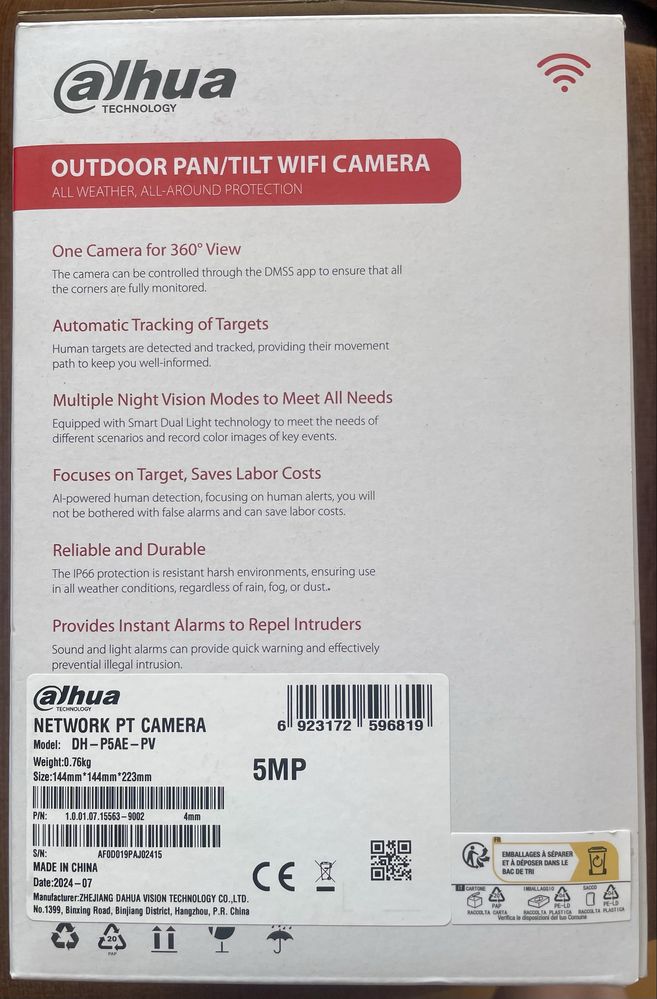 alhua
TECHNOLOGY
OUTDOOR PAN/TILT WIFI CAMERA
ALL WEATHER, ALL-AROUND PROTECTION
One Camera for 360° View
The camera can be controlled through the DMSS app to ensure that all
the corners are fully monitored.
Automatic Tracking of Targets
Human targets are detected and tracked, providing their movement
path to keep you well-informed.
Multiple Night Vision Modes to Meet All Needs
Equipped with Smart Dual Light technology to meet the needs of
different scenarios and record color images of key events.
Focuses on Target, Saves Labor Costs
AI-powered human detection, focusing on human alerts, you will
not be bothered with false alarms and can save labor costs.
Reliable and Durable
The IP66 protection is resistant harsh environments, ensuring use
in all weather conditions, regardless of rain, fog, or dust..
Provides Instant Alarms to Repel Intruders
Sound and light alarms can provide quick warning and effectively
prevential illegal intrusion.
alhua
TECHNOLOGY
NETWORK PT CAMERA
Model: DH-P5AE-PV
Weight:0.76kg
Size:144mm*144mm*223mm
6 923172 596819
5MP
P/N: 1.0.01.07.15563-9002 4mm
S/N: AF0D019PAJ02415
MADE IN CHINA
Date:2024-07
Manufacturer:ZHEJIANG DAHUA VISION TECHNOLOGY CO.,LTD.
No.1399, Binxing Road, Binjiang District, Hangzhou, P.R. China
CE
FR
EMBALLAGES À SÉPARER
ET À DÉPOSER DANS LE
BAC DE TRI
IT CARTONE IMBALLAGGIO SACCO
PAP PE-LD PE-LD
RACCOLTA CARTA RACCOLTA PLASTICA RACCOLTA PLASTICA
Verifica le disposizioni del tuo Comune
20
PAP